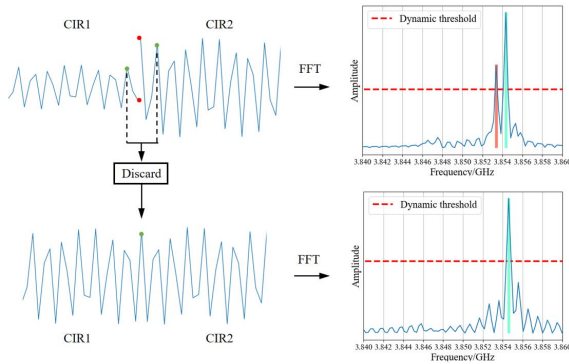 CIR1
CIR2
FFT
Dynamic threshold
Amplitude
3.840 3.842 3.844 3.846 3.848 3.850 3.852 3.854 3.856 3.858 3.860
Frequency/GHz
Discard
CIR1
CIR2
FFT
Dynamic threshold
Amplitude
3.840 3.842 3.844 3.846 3.848 3.850 3.852 3.854 3.856 3.858 3.860
Frequency/GHz